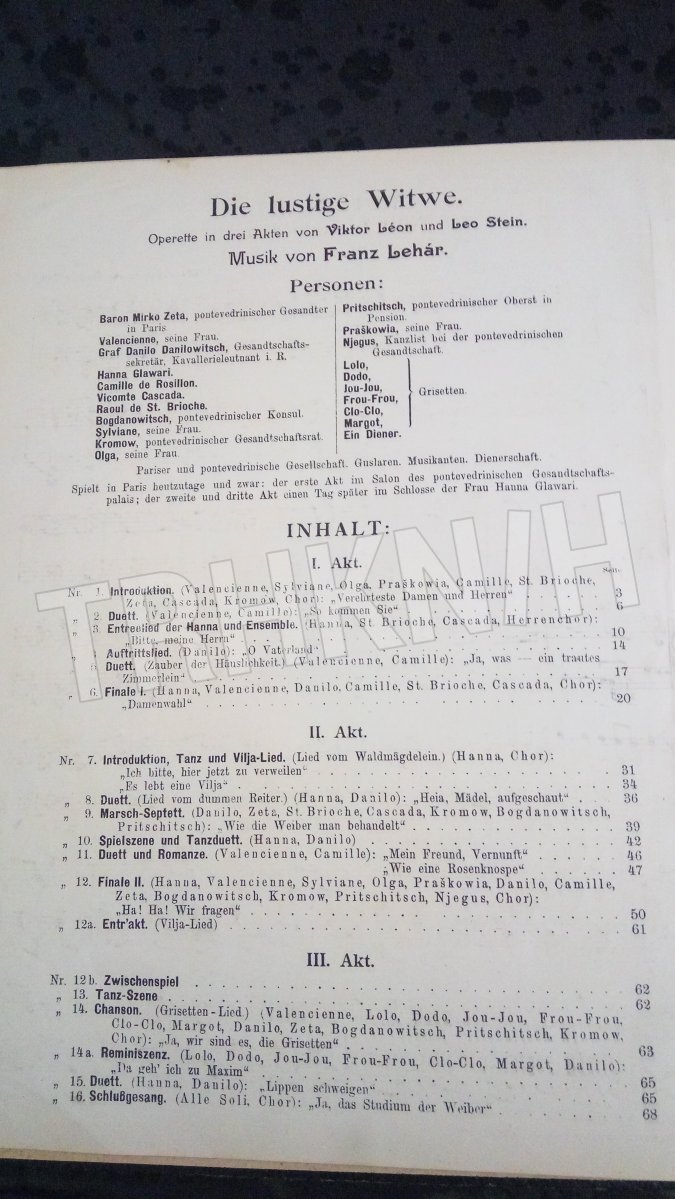 Die lustige Witwe.
Operette in drei Akten von Viktor Léon und Leo Stein.
Musik von Franz Lehár.
Personen:
Baron Mirko Zeta, pontevedrinischer Gesandter
in Paris
Valencienne, seine Frau.
Graf Danilo Danilowitsch, Gesandtschafts-
sekretär, Kavallerieleutnant i. R.
Hanna Glawari.
Camille de Rosillon.
Vicomte Cascada.
Raoul de St. Brioche.
Bogdanowitsch, pontevedrinischer Konsul.
Sylviane, seine Frau.
Kromow, pontevedrinischer Gesandtschaftsrat.
Olga, seine Frau.
Pritschitsch, pontevedrinischer Oberst in
Pension.
Praškowia, seine Frau.
Njegus, Kanzlist bei der pontevedrinischen
Gesandtschaft.
Lolo,
Dodo,
Jou-Jou,
Frou-Frou,
Clo-Clo,
Margot,
Grisetten.
Ein Diener.
Pariser und pontevedrinische Gesellschaft. Guslaren. Musikanten. Dienerschaft.
Spielt in Paris heutzutage und zwar: der erste Akt im Salon des pontevedrinischen Gesandtschafts-
palais; der zweite und dritte Akt einen Tag später im Schlosse der Frau Hanna Glawari.
INHALT:
I. Akt.
Seite
Nr. 1. Introduktion. (Valencienne, Sylviane, Olga, Praškowia, Camille, St. Brioche,
Zeta, Cascada, Kromow, Chor): „Verehrteste Damen und Herren“ 3
„ 2. Duett. (Valencienne, Camille): „So kommen Sie“ 6
„ 3. Entreelied der Hanna und Ensemble. (Hanna, St. Brioche, Cascada, Herrenchor):
„Bitte, meine Herrn“ 10
„ 4 Auftrittslied. (Danilo): „O Vaterland“ 14
„ 5 Duett. (Zauber der Häuslichkeit.) (Valencienne, Camille): „Ja, was — ein trautes
Zimmerlein“ 17
„ 6. Finale I. (Hanna, Valencienne, Danilo, Camille, St. Brioche, Cascada, Chor):
„Damenwahl“ 20
II. Akt.
Nr. 7. Introduktion, Tanz und Vilja-Lied. (Lied vom Waldmägdelein.) (Hanna, Chor):
„Ich bitte, hier jetzt zu verweilen“ 31
„Es lebt eine Vilja“ 34
„ 8. Duett. (Lied vom dummen Reiter.) (Hanna, Danilo): „Heia, Mädel, aufgeschaut“ 36
„ 9. Marsch-Septett. (Danilo, Zeta, St. Brioche, Cascada, Kromow, Bogdanowitsch,
Pritschitsch): „Wie die Weiber man behandelt“ 39
„ 10. Spielszene und Tanzduett. (Hanna, Danilo) 42
„ 11. Duett und Romanze. (Valencienne, Camille): „Mein Freund, Vernunft“ 46
„Wie eine Rosenknospe“ 47
„ 12. Finale II. (Hanna, Valencienne, Sylviane, Olga, Praškowia, Danilo, Camille,
Zeta, Bogdanowitsch, Kromow, Pritschitsch, Njegus, Chor):
„Ha! Ha! Wir fragen“ 50
„ 12a. Entr'akt. (Vilja-Lied) 61
III. Akt.
Nr. 12b. Zwischenspiel 62
„ 13. Tanz-Szene 62
„ 14. Chanson. (Grisetten-Lied.) (Valencienne, Lolo, Dodo, Jou-Jou, Frou-Frou,
Clo-Clo, Margot, Danilo, Zeta, Bogdanowitsch, Pritschitsch, Kromow,
Chor): „Ja, wir sind es, die Grisetten“ 63
„ 14a. Reminiszenz. (Lolo, Dodo, Jou-Jou, Frou-Frou, Clo-Clo, Margot, Danilo):
„Da geh' ich zu Maxim“ 65
„ 15. Duett. (Hanna, Danilo): „Lippen schweigen“ 65
„ 16. Schlußgesang. (Alle Soli, Chor): „Ja, das Studium der Weiber“ 68